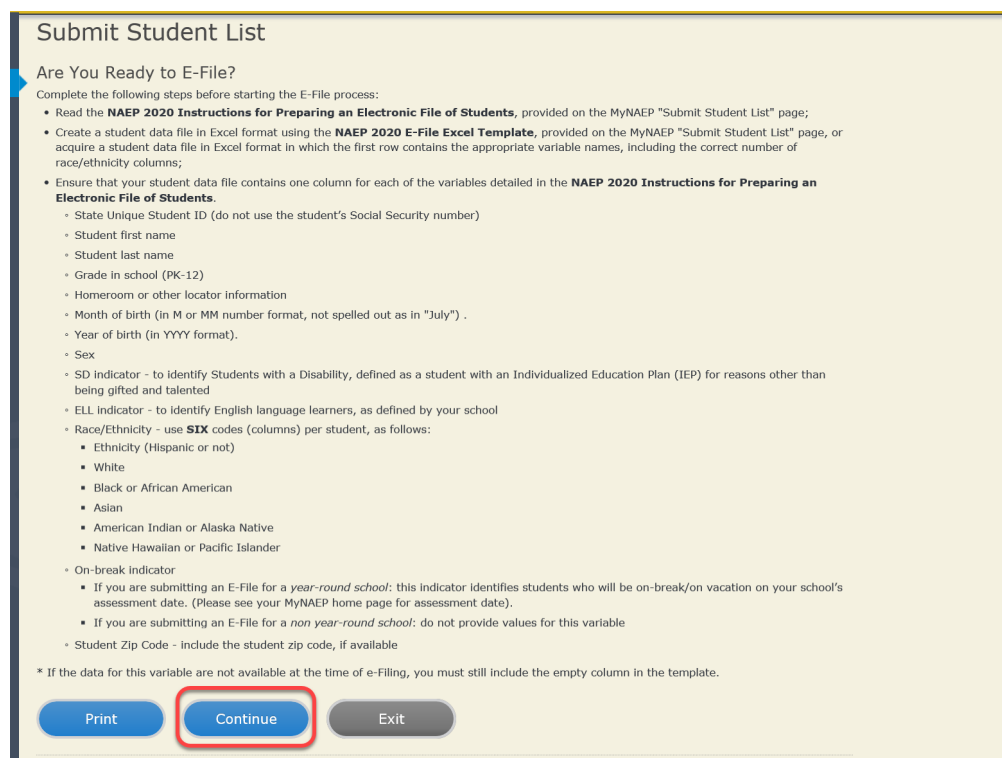 Submit Student List
Are You Ready to E-File?
Complete the following steps before starting the E-File process:
• Read the NAEP 2020 Instructions for Preparing an Electronic File of Students, provided on the MyNAEP "Submit Student List" page;
• Create a student data file in Excel format using the NAEP 2020 E-File Excel Template, provided on the MyNAEP "Submit Student List" page, or
acquire a student data file in Excel format in which the first row contains the appropriate variable names, including the correct number of
race/ethnicity columns;
• Ensure that your student data file contains one column for each of the variables detailed in the NAEP 2020 Instructions for Preparing an
Electronic File of Students.
◦ State Unique Student ID (do not use the student's Social Security number)
◦ Student first name
◦ Student last name
◦ Grade in school (PK-12)
◦ Homeroom or other locator information
◦ Month of birth (in M or MM number format, not spelled out as in "July") .
◦ Year of birth (in YYYY format).
◦ Sex
◦ SD indicator - to identify Students with a Disability, defined as a student with an Individualized Education Plan (IEP) for reasons other than
being gifted and talented
◦ ELL indicator - to identify English language learners, as defined by your school
◦ Race/Ethnicity - use SIX codes (columns) per student, as follows:
▪ Ethnicity (Hispanic or not)
▪ White
▪ Black or African American
▪ Asian
▪ American Indian or Alaska Native
▪ Native Hawaiian or Pacific Islander
◦ On-break indicator
▪ If you are submitting an E-File for a year-round school: this indicator identifies students who will be on-break/on vacation on your school's
assessment date. (Please see your MyNAEP home page for assessment date).
▪ If you are submitting an E-File for a non year-round school: do not provide values for this variable
◦ Student Zip Code - include the student zip code, if available
* If the data for this variable are not available at the time of e-Filing, you must still include the empty column in the template.
Print Continue Exit